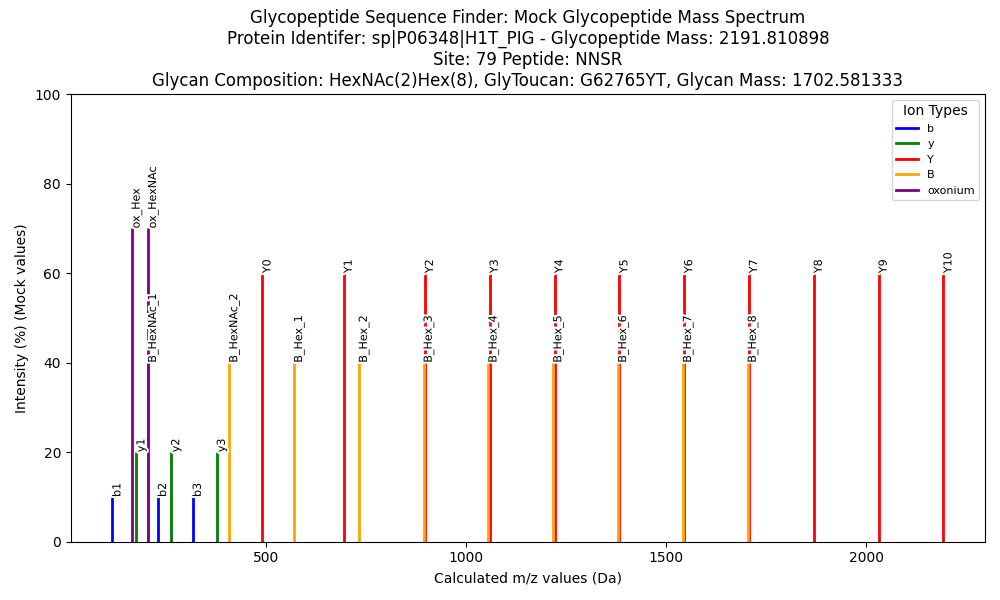 Glycopeptide Sequence Finder: Mock Glycopeptide Mass Spectrum
Protein Identifer: sp|P06348|H1T_PIG - Glycopeptide Mass: 2191.810898
Site: 79 Peptide: NNSR
Glycan Composition: HexNAc(2)Hex(8), GlyToucan: G62765YT, Glycan Mass: 1702.581333
100
80
60
40
20
0
Intensity (%) (Mock values)
Ion Types
b
y
Y
B
oxonium
ox_Hex
ox_HexNAc
Y0
Y1
Y2
Y3
Y4
Y5
Y6
Y7
Y8
Y9
Y10
B_HexNAc_1
B_HexNAc_2
B_Hex_1
B_Hex_2
B_Hex_3
B_Hex_4
B_Hex_5
B_Hex_6
B_Hex_7
B_Hex_8
y1
y2
y3
b1
b2
b3
500
1000
1500
2000
Calculated m/z values (Da)